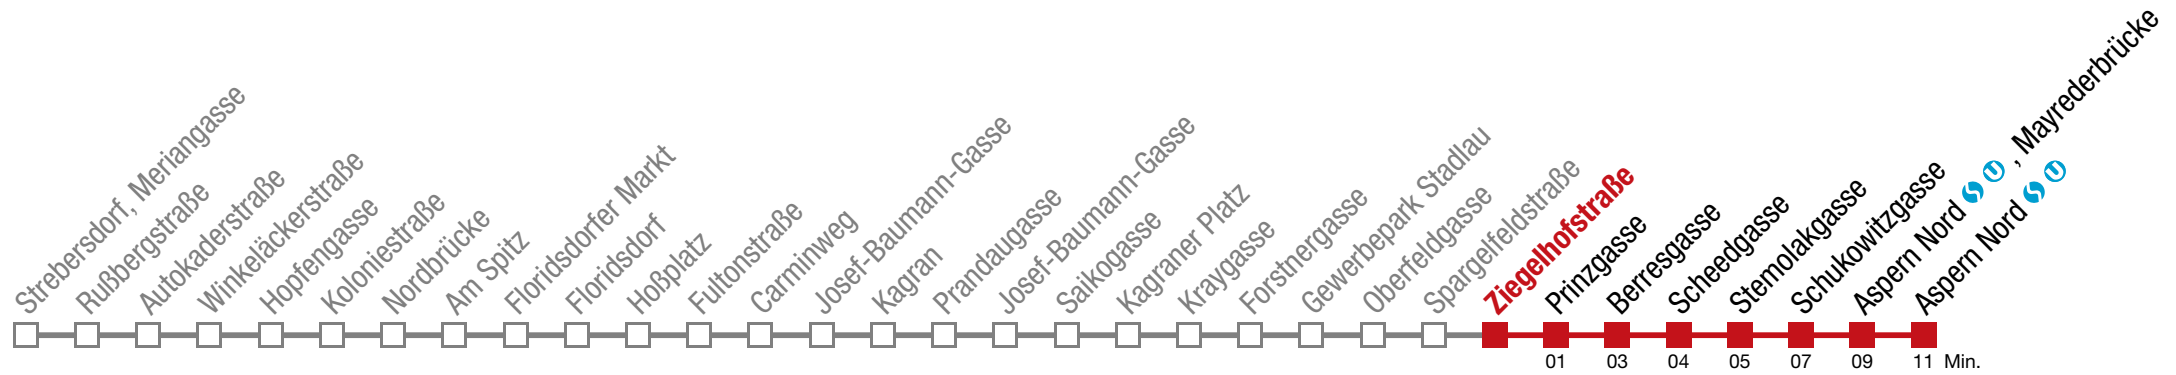 Strebersdorf, Meriangasse
Rußbergstraße
Autokaderstraße
Winkeläckerstraße
Hopfengasse
Koloniestraße
Nordbrücke
Am Spitz
Floridsdorfer Markt
Floridsdorf
Hoßplatz
Fultonstraße
Carminweg
Josef-Baumann-Gasse
Kagran
Prandaugasse
Josef-Baumann-Gasse
Saikogasse
Kagraner Platz
Kraygasse
Forstnergasse
Gewerbepark Stadlau
Oberfeldgasse
Spargelfeldstraße
Ziegelhofstraße
Prinzgasse
Berresgasse
Scheedgasse
Stemolakgasse
Schukowitzgasse
Aspern Nord S U , Mayrederbrücke
Aspern Nord S U
01 03 04 05 07 09 11 Min.